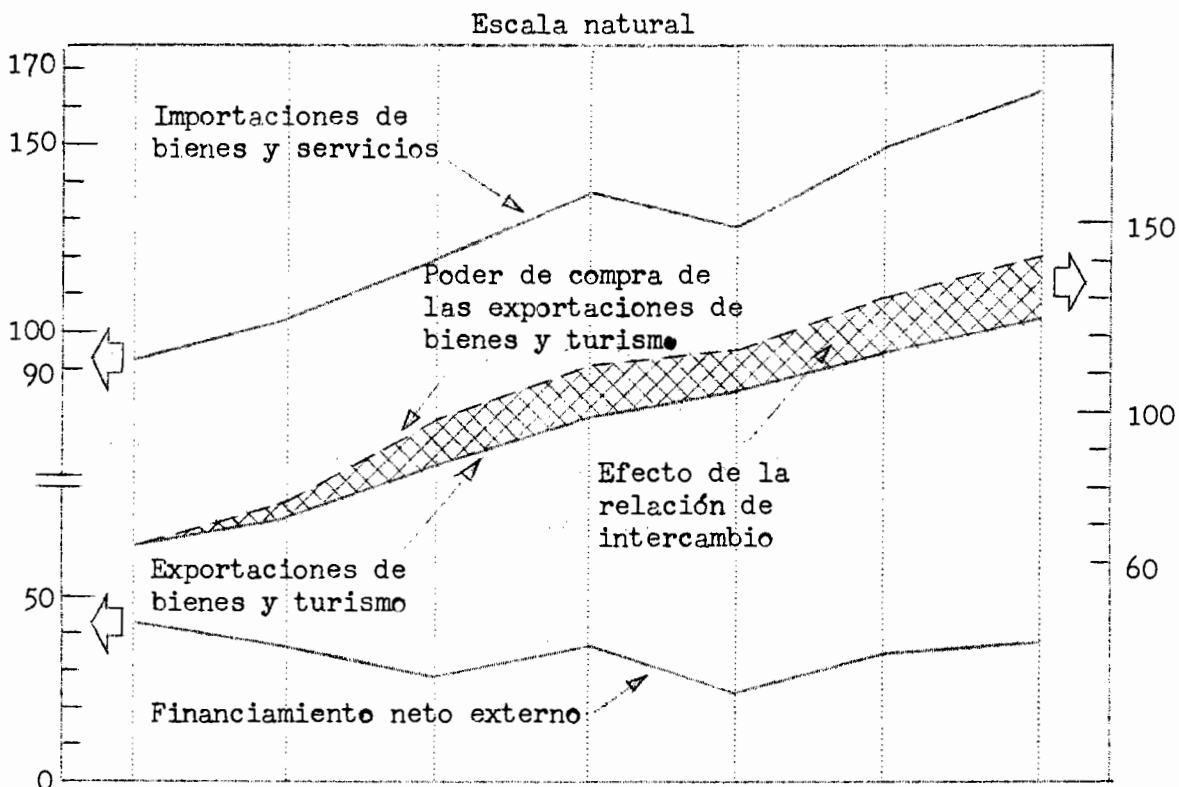 Escala natural
170
150
100
90
50
0
Importaciones de
bienes y servicios
Poder de compra de
las exportaciones de
bienes y turismo
150
100
60
Efecto de la
relación de
intercambio
Exportaciones de
bienes y turismo
Financiamiento neto externo